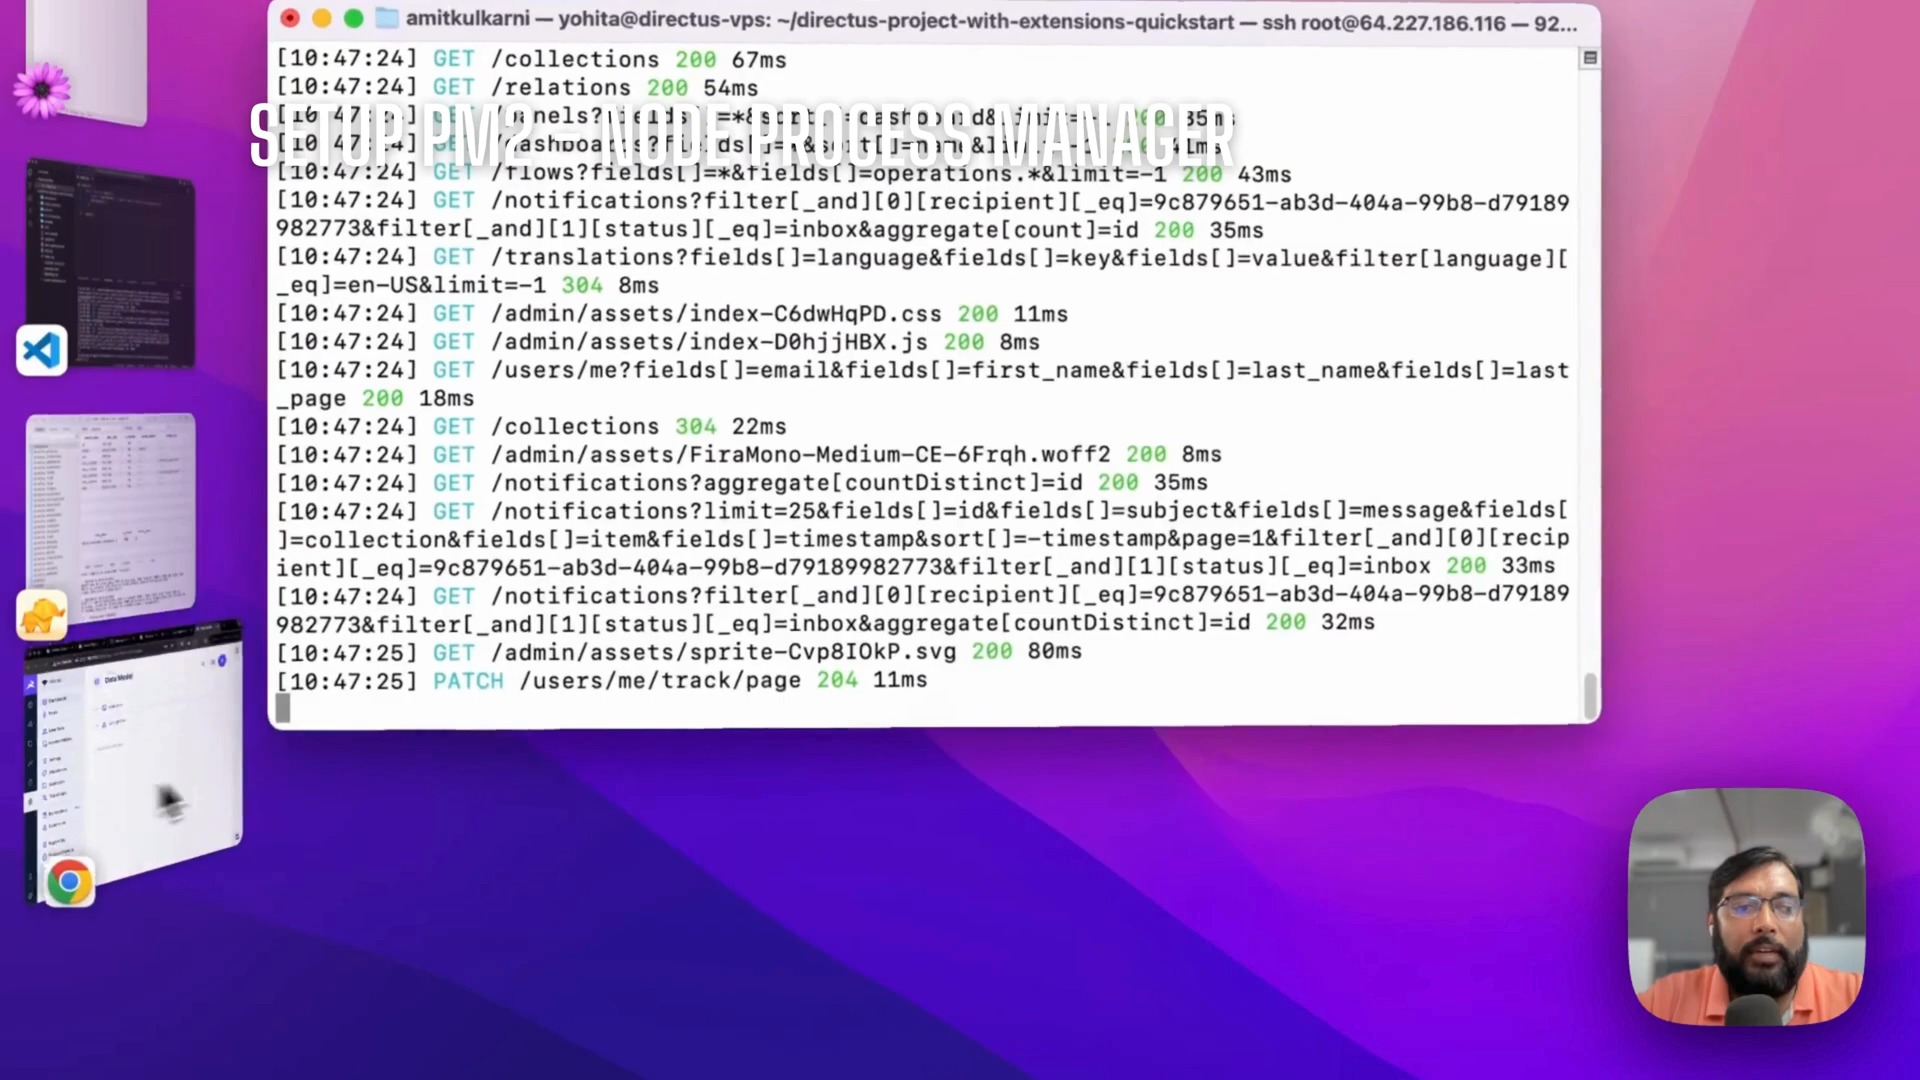 amitkulkarni — yohita@directus-vps: ~/directus-project-with-extensions-quickstart — ssh root@64.227.186.116 — 92...
[10:47:24] GET /collections 200 67ms
[10:47:24] GET /relations 200 54ms
SETUP PM2 - NODE PROCESS MANAGER
[10:47:24] GET /flows?fields[]=*&fields[]=operations.*&limit=-1 200 43ms
[10:47:24] GET /notifications?filter[_and][0][recipient][_eq]=9c879651-ab3d-404a-99b8-d79189
982773&filter[_and][1][status][_eq]=inbox&aggregate[count]=id 200 35ms
[10:47:24] GET /translations?fields[]=language&fields[]=key&fields[]=value&filter[language][
_eq]=en-US&limit=-1 304 8ms
[10:47:24] GET /admin/assets/index-C6dwHqPD.css 200 11ms
[10:47:24] GET /admin/assets/index-D0hjjHBX.js 200 8ms
[10:47:24] GET /users/me?fields[]=email&fields[]=first_name&fields[]=last_name&fields[]=last
_page 200 18ms
[10:47:24] GET /collections 304 22ms
[10:47:24] GET /admin/assets/FiraMono-Medium-CE-6Frqh.woff2 200 8ms
[10:47:24] GET /notifications?aggregate[countDistinct]=id 200 35ms
[10:47:24] GET /notifications?limit=25&fields[]=id&fields[]=subject&fields[]=message&fields[
]=collection&fields[]=item&fields[]=timestamp&sort[]=-timestamp&page=1&filter[_and][0][recip
ient][_eq]=9c879651-ab3d-404a-99b8-d79189982773&filter[_and][1][status][_eq]=inbox 200 33ms
[10:47:24] GET /notifications?filter[_and][0][recipient][_eq]=9c879651-ab3d-404a-99b8-d79189
982773&filter[_and][1][status][_eq]=inbox&aggregate[countDistinct]=id 200 32ms
[10:47:25] GET /admin/assets/sprite-Cvp8IOkP.svg 200 80ms
[10:47:25] PATCH /users/me/track/page 204 11ms
Data Model